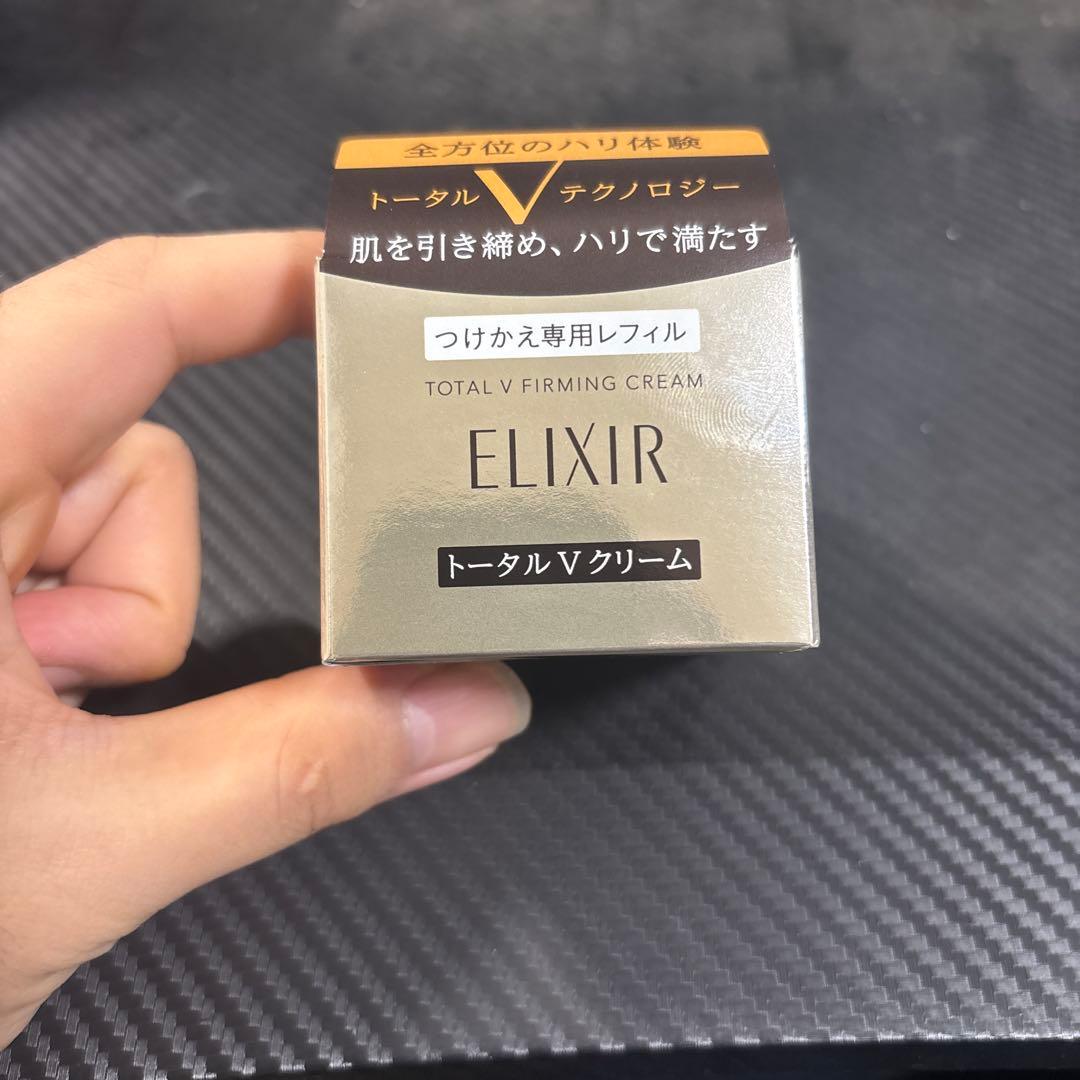 全方位のハリ体験
トータルVテクノロジー
肌を引き締め、ハリで満たす
つけかえ専用レフィル
TOTAL V FIRMING CREAM
ELIXIR
トータルVクリーム